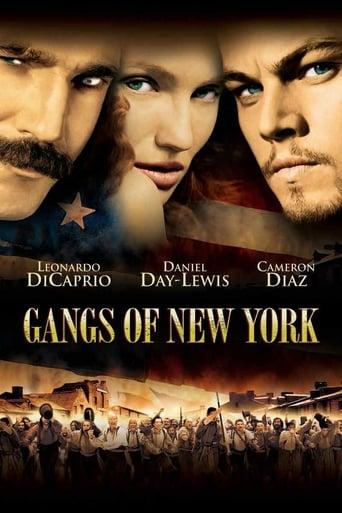 LEONARDO DANIEL CAMERON
DICAPRIO DAY-LEWIS DIAZ
GANGS OF NEW YORK